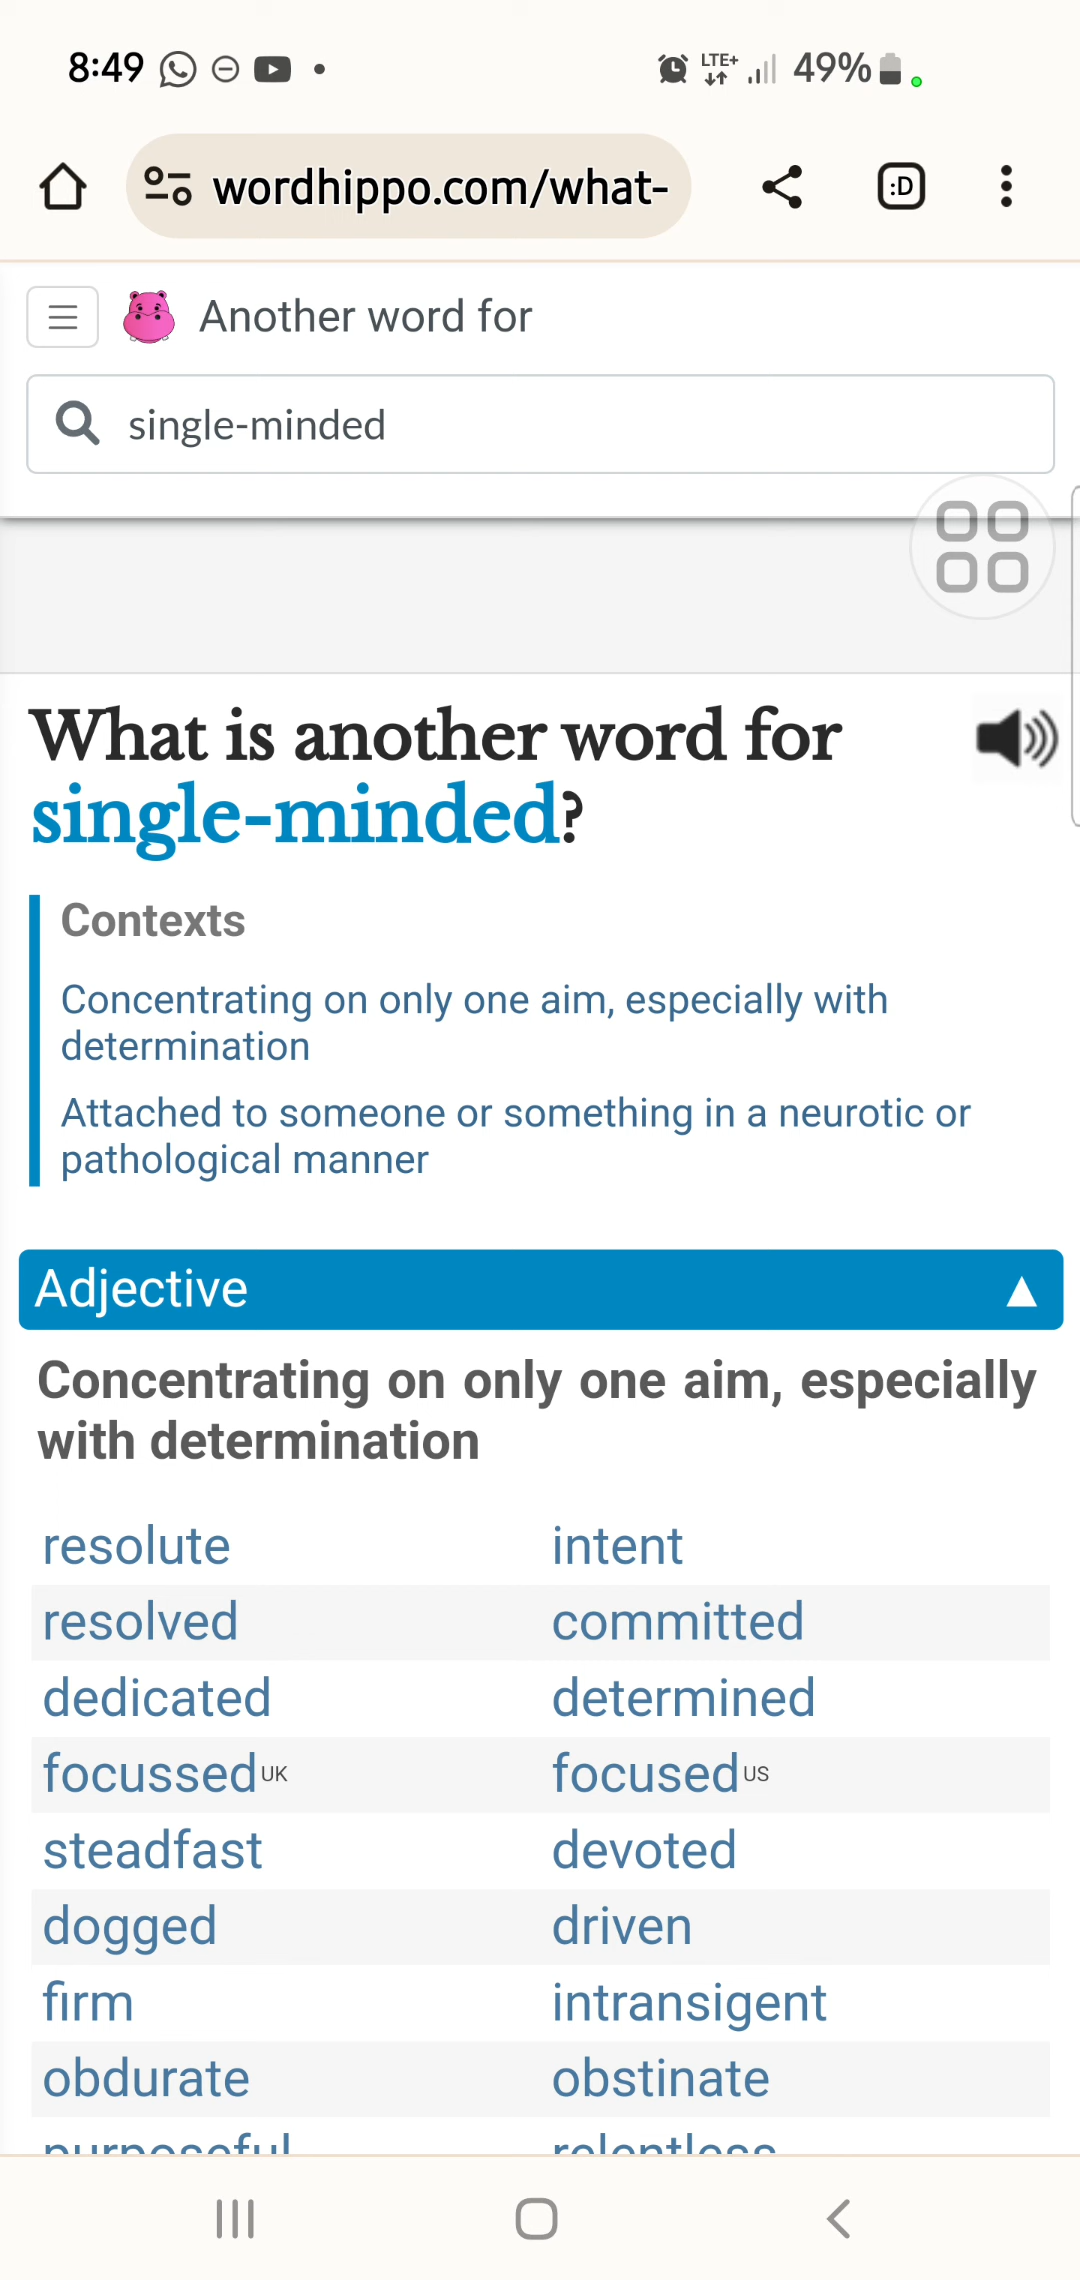 8:49 LTE+ 49%
wordhippo.com/what-
:D
Another word for
single-minded
What is another word for
single-minded?
Contexts
Concentrating on only one aim, especially with
determination
Attached to someone or something in a neurotic or
pathological manner
Adjective
Concentrating on only one aim, especially
with determination
resolute intent
resolved committed
dedicated determined
focussed UK focused US
steadfast devoted
dogged driven
firm intransigent
obdurate obstinate
purposeful relentless